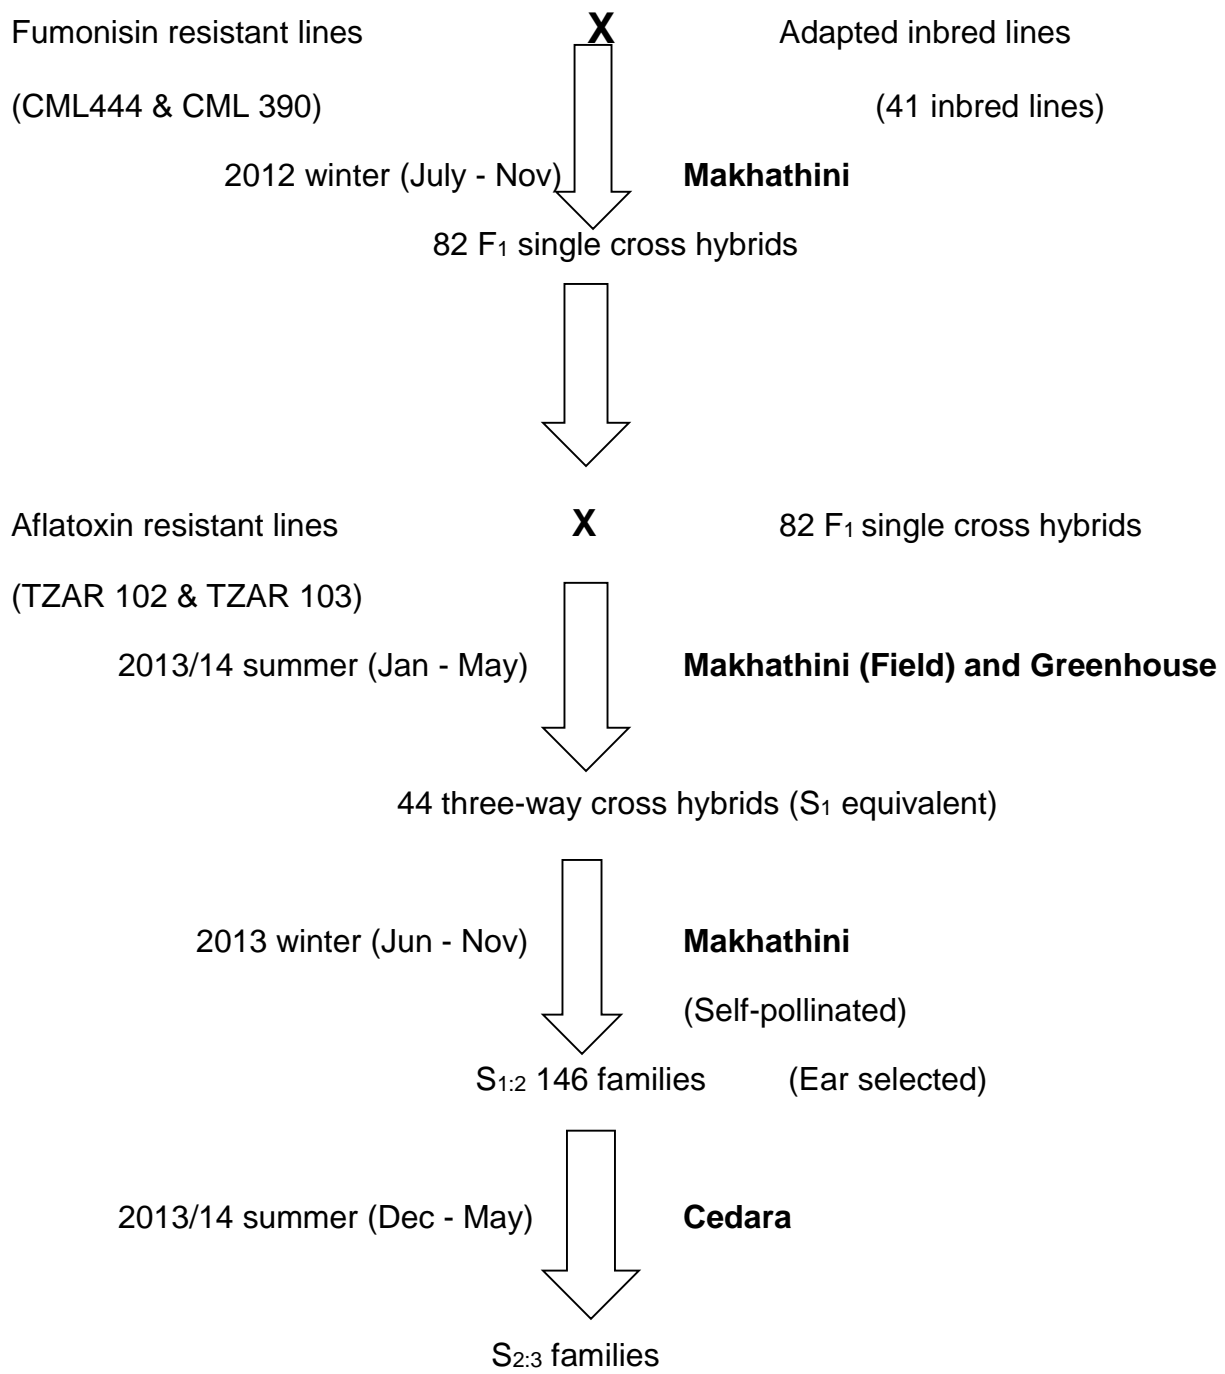 Fumonisin resistant lines X Adapted inbred lines
(CML444 & CML 390) (41 inbred lines)
2012 winter (July - Nov) Makhathini
82 F₁ single cross hybrids
Aflatoxin resistant lines X 82 F₁ single cross hybrids
(TZAR 102 & TZAR 103)
2013/14 summer (Jan - May) Makhathini (Field) and Greenhouse
44 three-way cross hybrids (S₁ equivalent)
2013 winter (Jun - Nov) Makhathini
(Self-pollinated)
S₁:₂ 146 families (Ear selected)
2013/14 summer (Dec - May) Cedara
S₂:₃ families